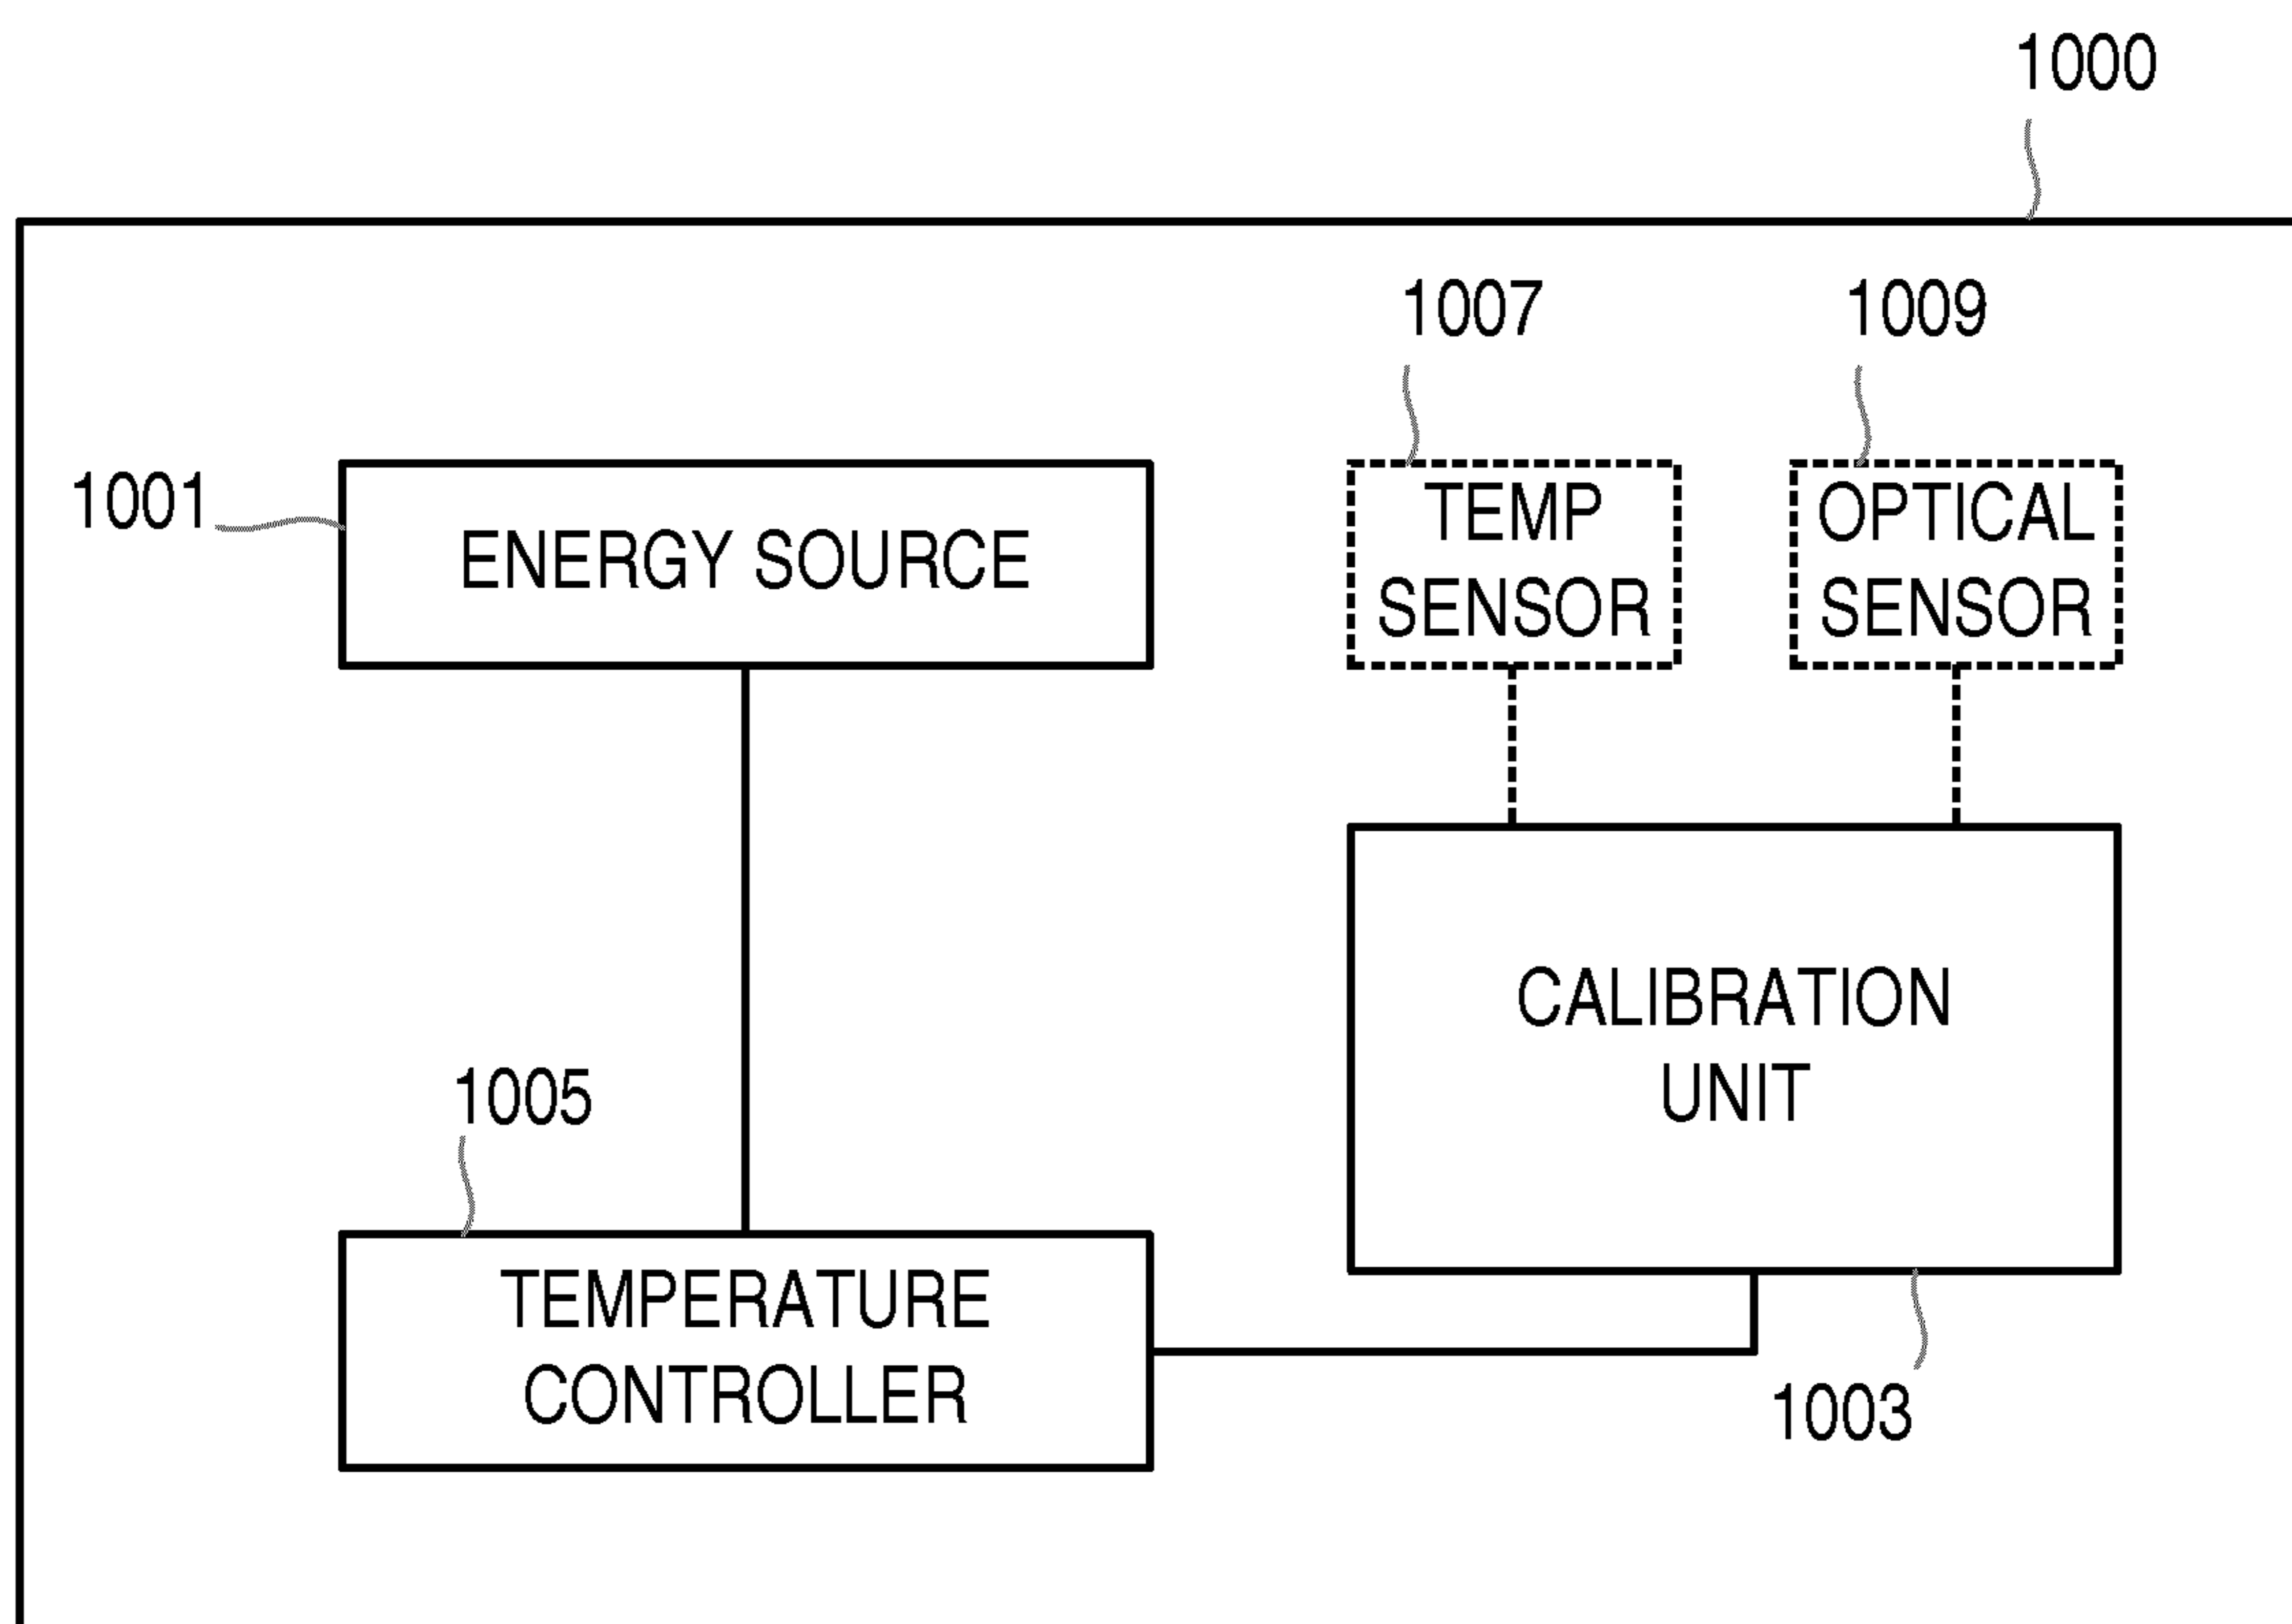 1000
1007
1009
1001
ENERGY SOURCE
TEMP
SENSOR
OPTICAL
SENSOR
CALIBRATION
UNIT
1005
TEMPERATURE
CONTROLLER
1003